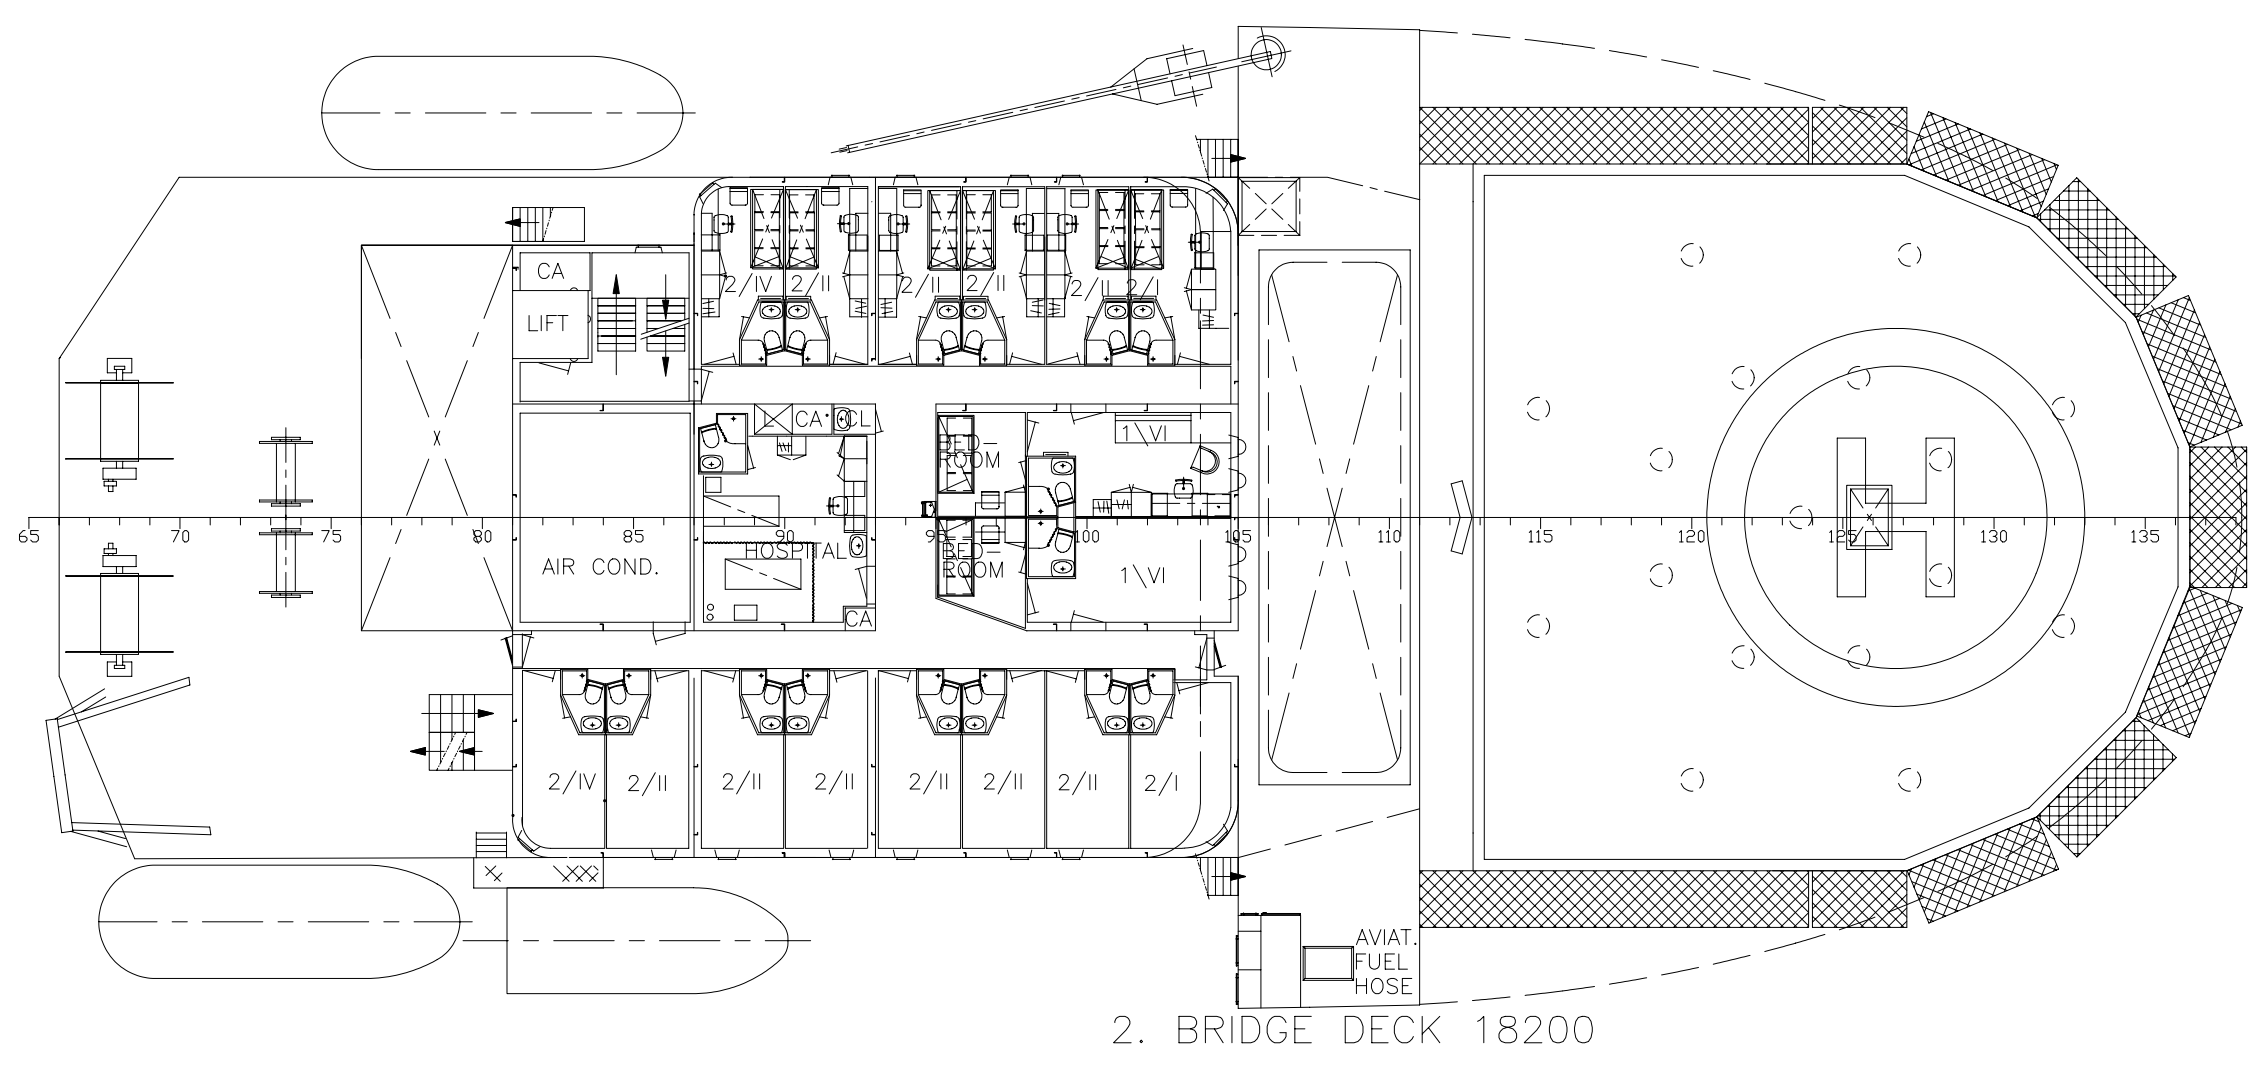 CA
2/IV 2/II 2/II 2/II 2/II 2/I
LIFT
L CA CL
BED-
ROOM
1\VI
65 70 75 80 85 90 95 100 105 110 115 120 125 130 135
HOSPITAL
AIR COND.
BED-
ROOM
1\VI
CA
2/IV 2/II 2/II 2/II 2/II 2/II 2/II 2/I
AVIAT.
FUEL
HOSE
2. BRIDGE DECK 18200